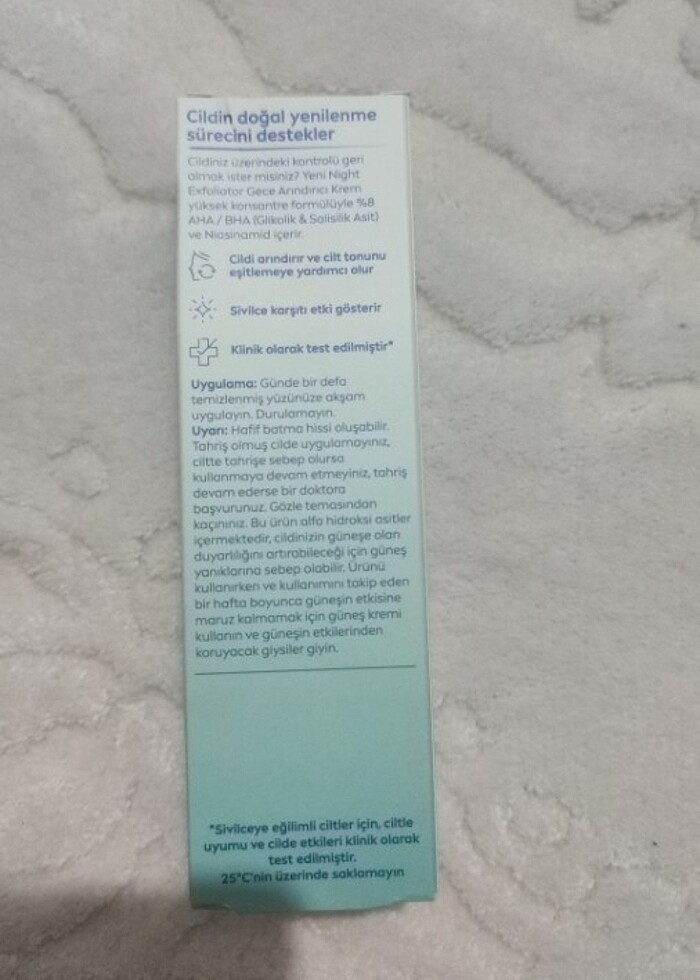 Cildin doğal yenilenme
sürecini destekler
Cildiniz üzerindeki kontrolü geri
almak ister misiniz? Yeni Night
Exfoliator Gece Arındırıcı Krem
yüksek konsantre formülüyle %8
AHA / BHA (Glikolik & Salisilik Asit)
ve Niasinamid içerir.
Cildi arındırır ve cilt tonunu
eşitlemeye yardımcı olur
Sivilce karşıtı etki gösterir
Klinik olarak test edilmiştir*
Uygulama: Günde bir defa
temizlenmiş yüzünüze akşam
uygulayın. Durulamayın.
Uyarı: Hafif batma hissi oluşabilir.
Tahriş olmuş cilde uygulamayınız,
ciltte tahrişe sebep olursa
kullanmaya devam etmeyiniz, tahriş
devam ederse bir doktora
başvurunuz. Gözle temasından
kaçınınız. Bu ürün alfa hidroksi asitler
içermektedir, cildinizin güneşe olan
duyarlılığını artırabileceği için güneş
yanıklarına sebep olabilir. Ürünü
kullanırken ve kullanımını takip eden
bir hafta boyunca güneşin etkisine
maruz kalmamak için güneş kremi
kullanın ve güneşin etkilerinden
koruyacak giysiler giyin.
*Sivilceye eğilimli ciltler için, ciltle
uyumu ve cilde etkileri klinik olarak
test edilmiştir.
25°C'nin üzerinde saklamayın